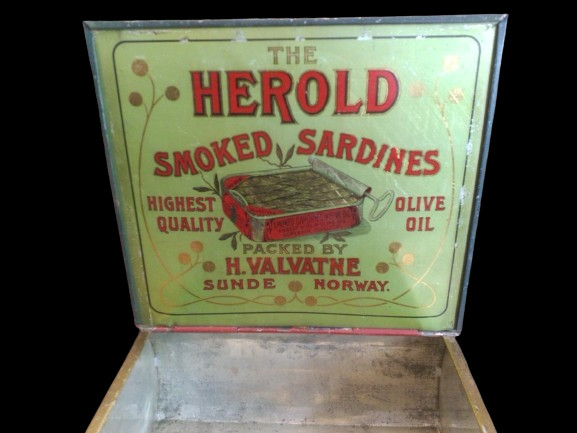 THE
HEROLD
SMOKED SARDINES
HIGHEST QUALITY
OLIVE OIL
PACKED BY
H. VALVATNE
SUNDE NORWAY.